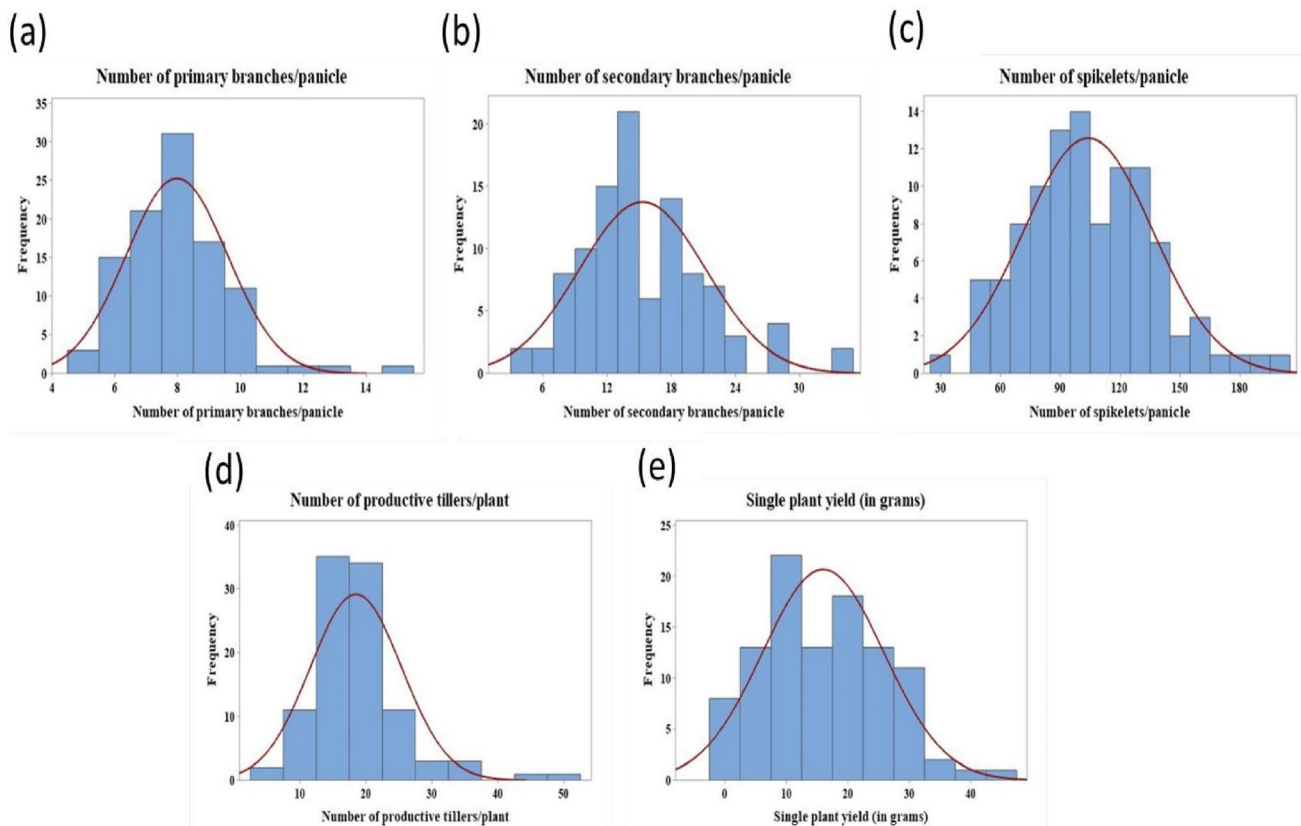 (a)
Number of primary branches/panicle
35
30
25
20
15
10
5
0
Frequency
4 6 8 10 12 14
Number of primary branches/panicle
(b)
Number of secondary branches/panicle
20
15
10
5
0
Frequency
6 12 18 24 30
Number of secondary branches/panicle
(c)
Number of spikelets/panicle
14
12
10
8
6
4
2
0
Frequency
30 60 90 120 150 180
Number of spikelets/panicle
(d)
Number of productive tillers/plant
40
30
20
10
0
Frequency
10 20 30 40 50
Number of productive tillers/plant
(e)
Single plant yield (in grams)
25
20
15
10
5
0
Frequency
0 10 20 30 40
Single plant yield (in grams)